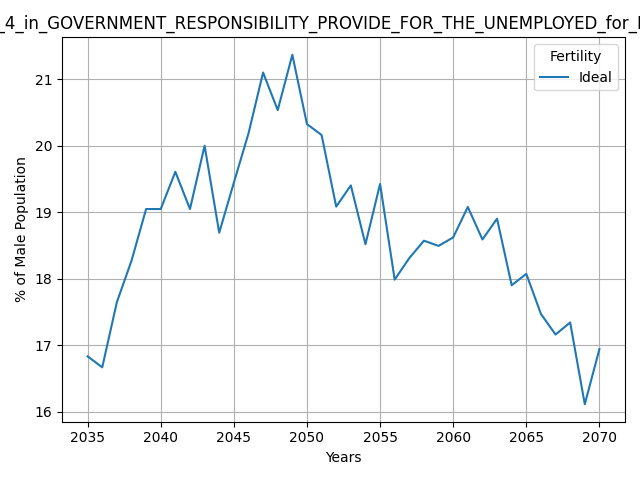 _4_in_GOVERNMENT_RESPONSIBILITY_PROVIDE_FOR_THE_UNEMPLOYED_for_
Fertility
Ideal
% of Male Population
21
20
19
18
17
16
2035 2040 2045 2050 2055 2060 2065 2070
Years